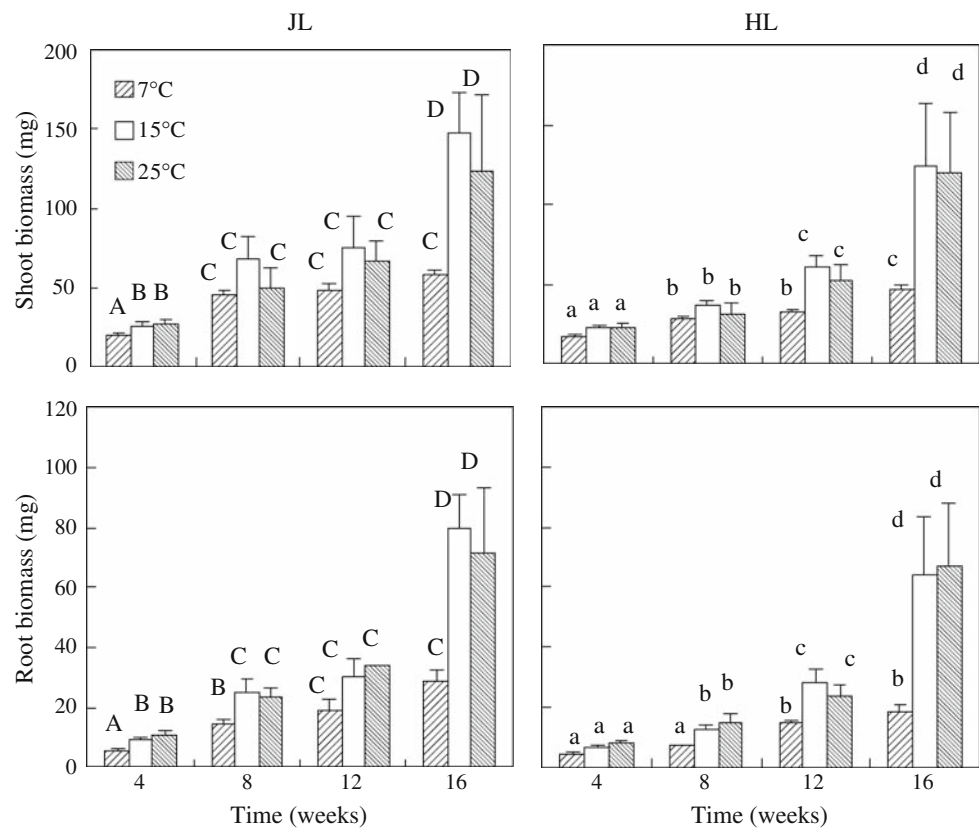 JL
HL
Shoot biomass (mg)
200
150
100
50
0
7°C
15°C
25°C
A B B
C C C
C C C
C D D
a a a
b b b
b c c
c d d
Root biomass (mg)
120
100
80
60
40
20
0
A B B
B C C
C C C
C D D
a a a
a b b
b c c
b d d
4 8 12 16
4 8 12 16
Time (weeks)
Time (weeks)